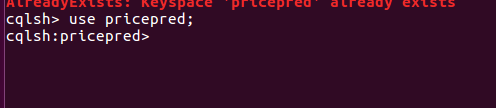 AlreadyExists: Keyspace 'pricepred' already exists
cqlsh> use pricepred;
cqlsh:pricepred>